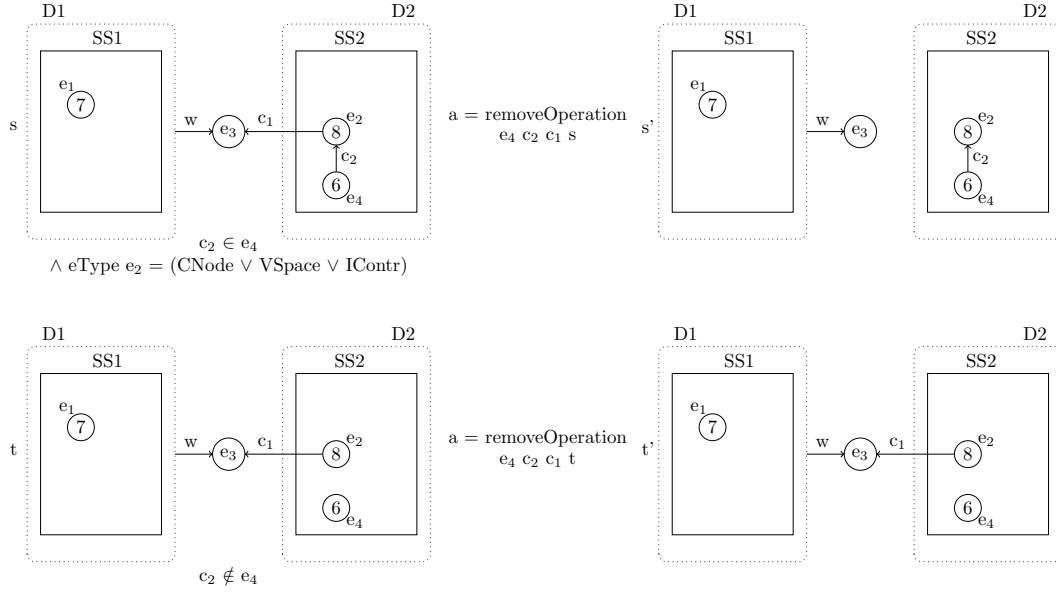 D1
D2
D1
D2
SS1
SS2
SS1
SS2
e₁
7
e₁
7
s
w
e₃
c₁
8
e₂
a = removeOperation
e₄ c₂ c₁ s
s'
w
e₃
8
e₂
c₂
c₂
6
e₄
6
e₄
c₂ ∈ e₄
∧ eType e₂ = (CNode ∨ VSpace ∨ IContr)
D1
D2
D1
D2
SS1
SS2
SS1
SS2
e₁
7
e₁
7
t
w
e₃
c₁
8
e₂
a = removeOperation
e₄ c₂ c₁ t
t'
w
e₃
c₁
8
e₂
6
e₄
6
e₄
c₂ ∉ e₄